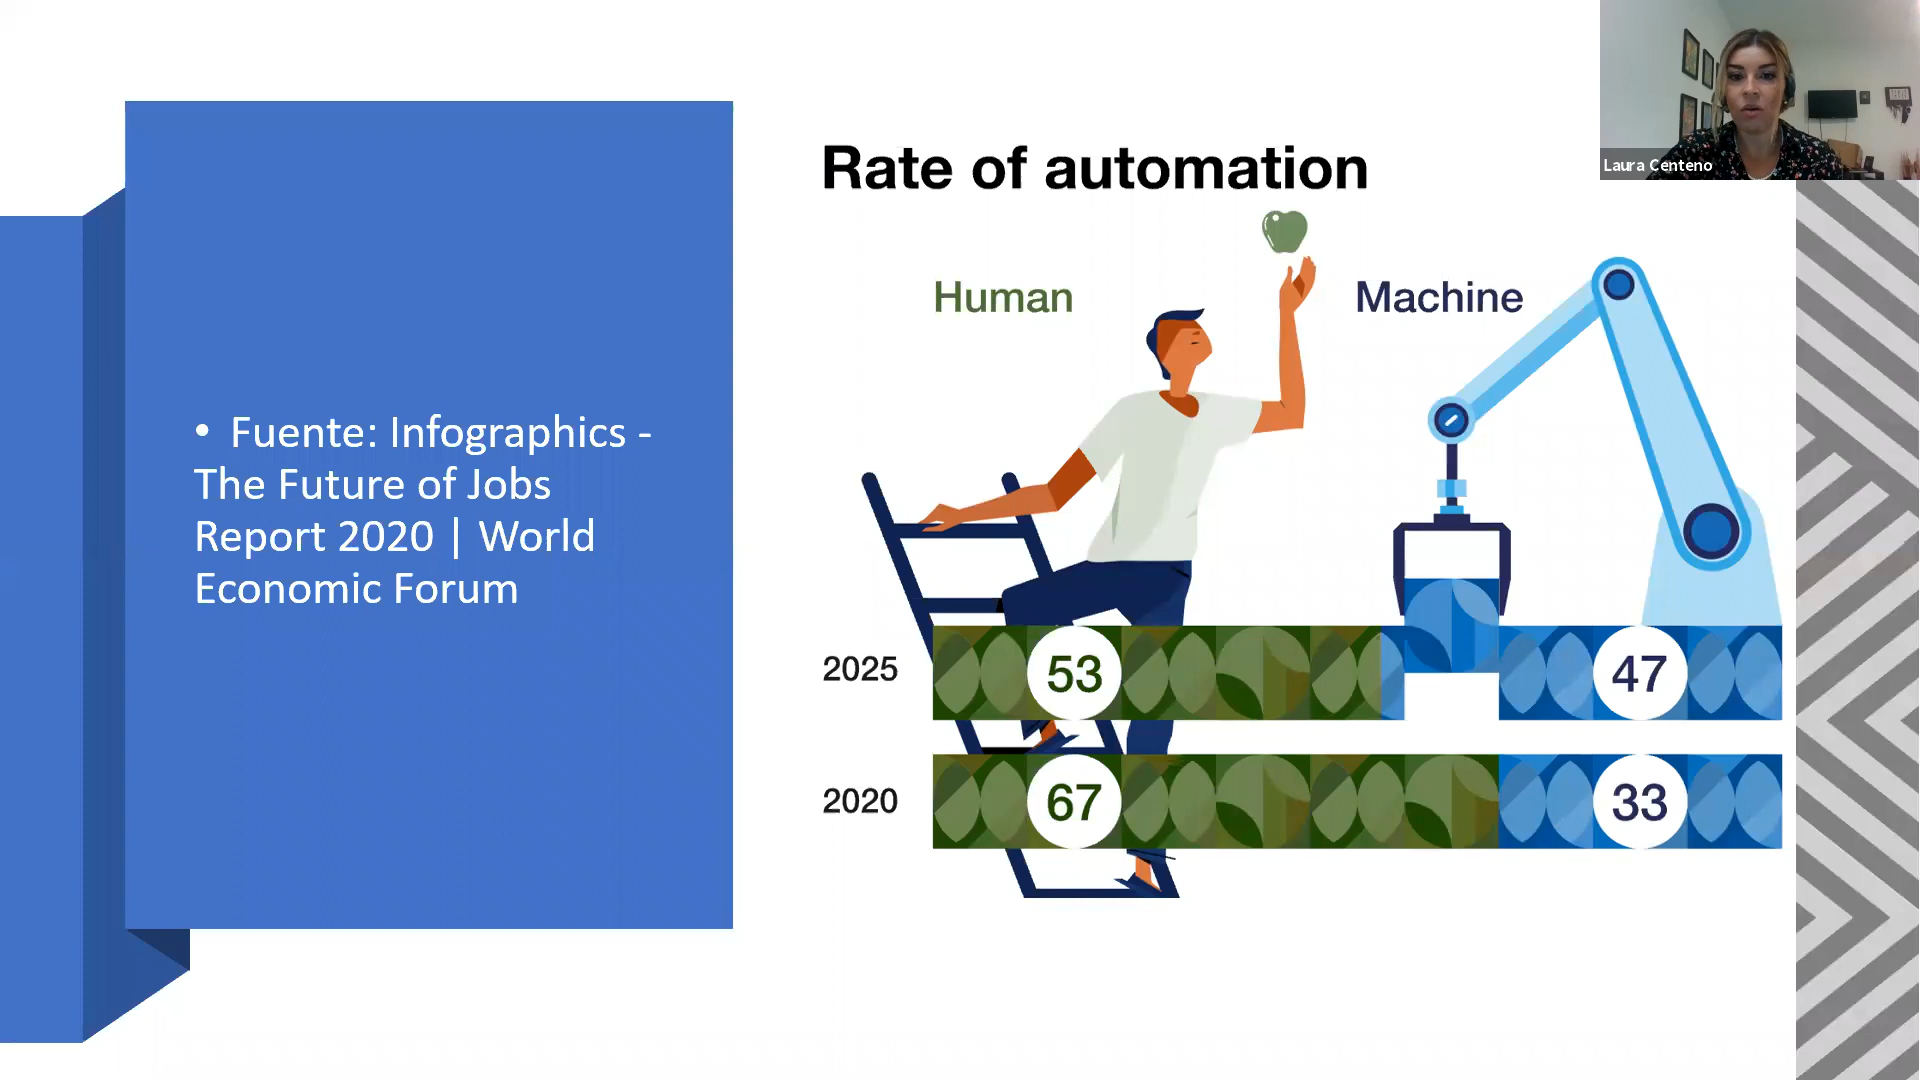 Laura Centeno
• Fuente: Infographics -
The Future of Jobs
Report 2020 | World
Economic Forum
Rate of automation
Human
Machine
2025 53 47
2020 67 33